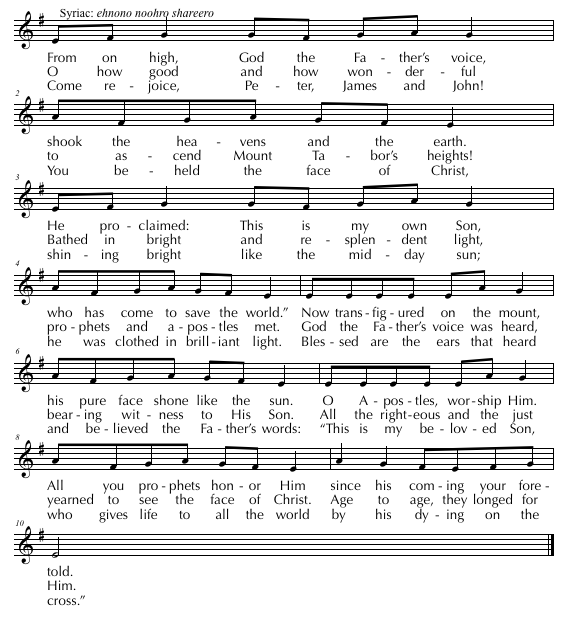 Syriac: ehnono noohro shareero
From on high, God the Fa - ther's voice,
O how good and how won - der - ful
Come re - joice, Pe - ter, James and John!
2
shook the hea - vens and the earth.
to as - cend Mount Ta - bor's heights!
You be - held the face of Christ,
3
He pro - claimed: This is my own Son,
Bathed in bright and re - splen - dent light,
shin - ing bright like the mid - day sun;
4
who has come to save the world." Now trans - fig - ured on the mount,
pro - phets and a - pos - tles met. God the Fa - ther's voice was heard,
he was clothed in brill - iant light. Bles - sed are the ears that heard
6
his pure face shone like the sun. O A - pos - tles, wor - ship Him.
bear - ing wit - ness to His Son. All the right - eous and the just
and be - lieved the Fa - ther's words: "This is my be - lov - ed Son,
8
All you pro - phets hon - or Him since his com - ing your fore -
yearned to see the face of Christ. Age to age, they longed for
who gives life to all the world by his dy - ing on the
10
told.
Him.
cross."